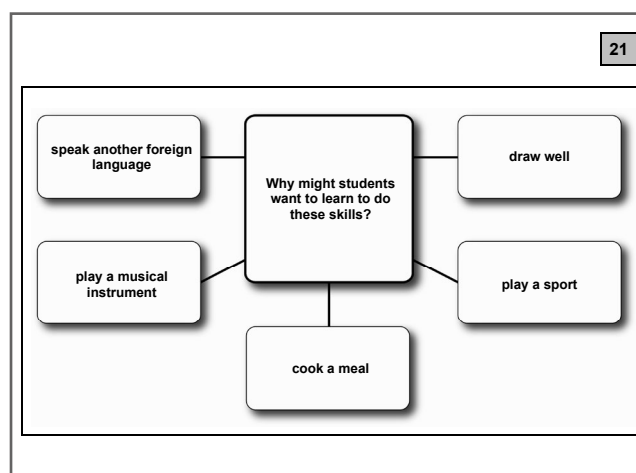 21
speak another foreign
language
Why might students
want to learn to do
these skills?
draw well
play a musical
instrument
play a sport
cook a meal